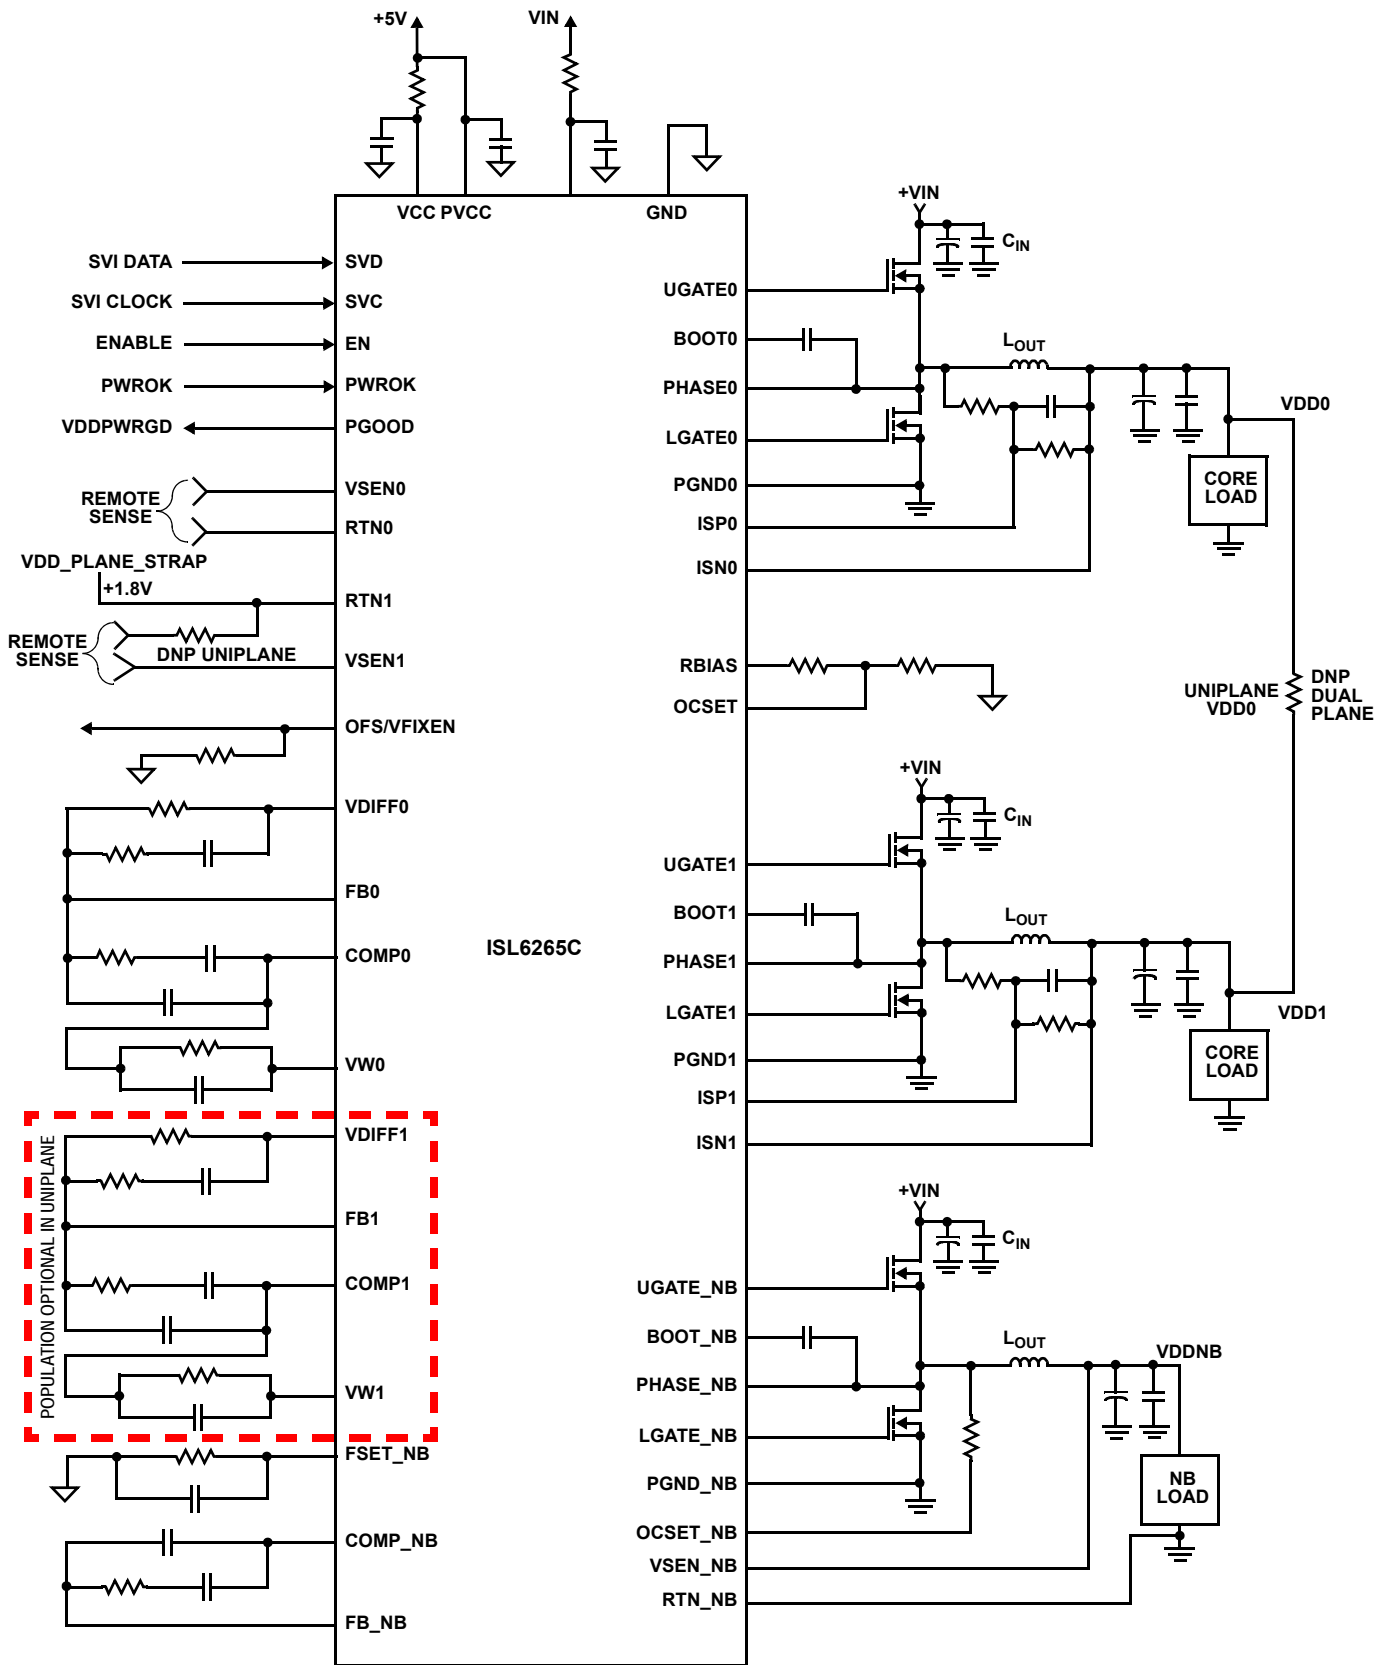 +5V
VIN
VCC PVCC
GND
SVI DATA
SVD
SVI CLOCK
SVC
ENABLE
EN
PWROK
PWROK
VDDPWRGD
PGOOD
REMOTE
SENSE
VSEN0
RTN0
VDD_PLANE_STRAP
+1.8V
RTN1
REMOTE
SENSE
DNP UNIPLANE
VSEN1
OFS/VFIXEN
VDIFF0
FB0
COMP0
VW0
POPULATION OPTIONAL IN UNIPLANE
VDIFF1
FB1
COMP1
VW1
FSET_NB
COMP_NB
FB_NB
ISL6265C
+VIN
CIN
UGATE0
BOOT0
LOUT
PHASE0
LGATE0
PGND0
ISP0
ISN0
VDD0
CORE
LOAD
RBIAS
OCSET
UNIPLANE
VDD0
DNP
DUAL
PLANE
+VIN
CIN
UGATE1
BOOT1
LOUT
PHASE1
LGATE1
PGND1
ISP1
ISN1
VDD1
CORE
LOAD
+VIN
CIN
UGATE_NB
BOOT_NB
LOUT
VDDNB
PHASE_NB
LGATE_NB
PGND_NB
OCSET_NB
VSEN_NB
RTN_NB
NB
LOAD